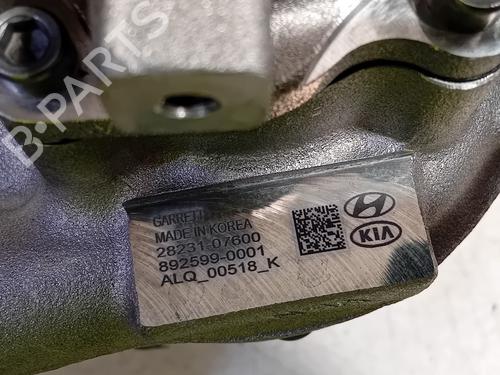 B-PARTS
GARRETT
MADE IN KOREA
28231-07600
892599-0001
ALQ_00518_K
KIA